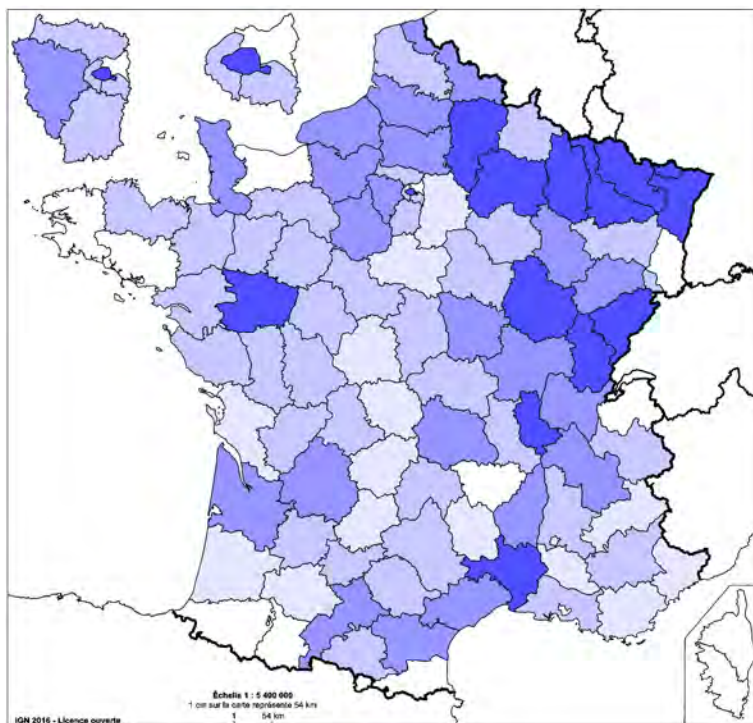 Échelle 1 : 5 400 000
1 cm sur la carte représente 54 km
1 54 km
IGN 2016 - Licence ouverte